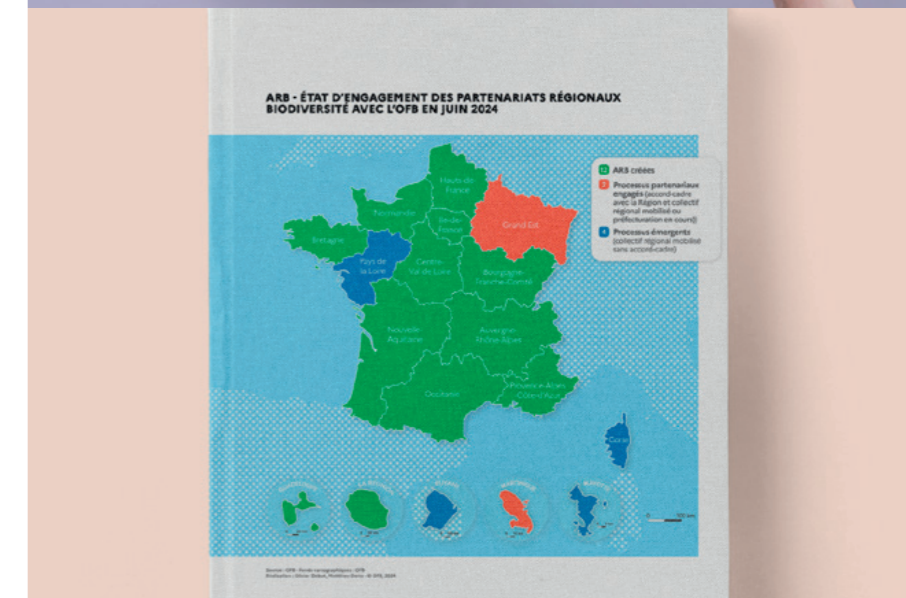 ARB - ÉTAT D'ENGAGEMENT DES PARTENARIATS RÉGIONAUX
BIODIVERSITÉ AVEC L'OFB EN JUIN 2024
ARB créées
Processus partenariaux
engagés (accord-cadre
avec la Région et collectif
régional mobilisé ou
préfiguration en cours)
Processus émergents
(collectif régional mobilisé
sans accord-cadre)
Hauts-de-
France
Normandie
Île-de-
France
Grand Est
Bretagne
Pays de
la Loire
Centre-
Val de Loire
Bourgogne-
Franche-Comté
Nouvelle-
Aquitaine
Auvergne-
Rhône-Alpes
Occitanie
Provence-Alpes
-Côte-d'Azur
Corse